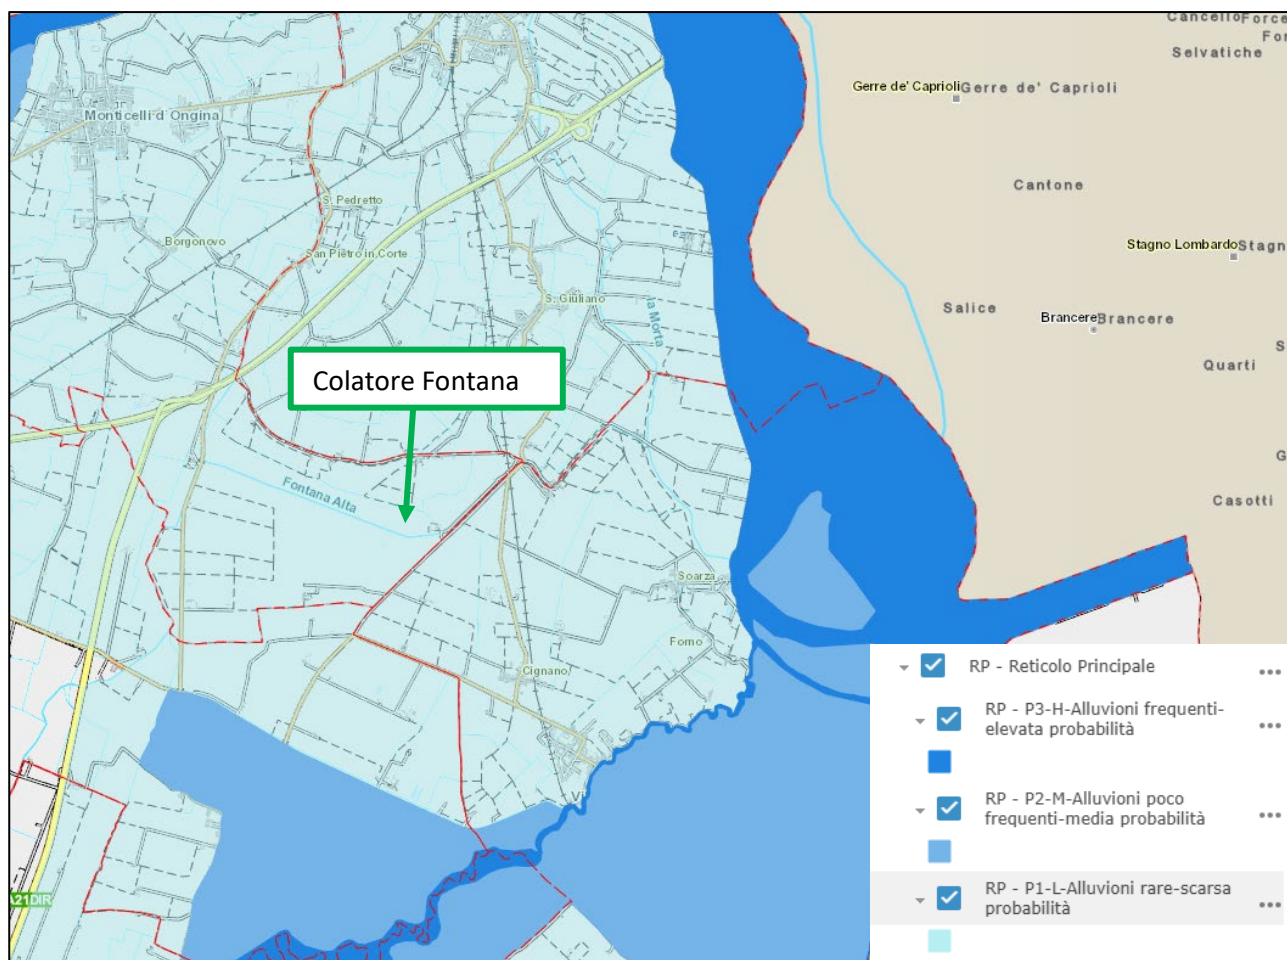 Cancello
Force
For
Selvatiche
Gerre de' Caprioli
Gerre de' Caprioli
Monticelli d'Ongina
Cantone
S. Pedretto
Borgonovo
San Pietro in Corte
Stagno Lombardo
Stagn
S. Giuliano
la Morta
Salice
Brancere
Brancere
S
Quarti
Colatore Fontana
G
Fontana Alta
Casotti
Soarza
Forno
Cignano
Vi
A21DIR
RP - Reticolo Principale
RP - P3-H-Alluvioni frequenti-
elevata probabilità
RP - P2-M-Alluvioni poco
frequenti-media probabilità
RP - P1-L-Alluvioni rare-scarsa
probabilità